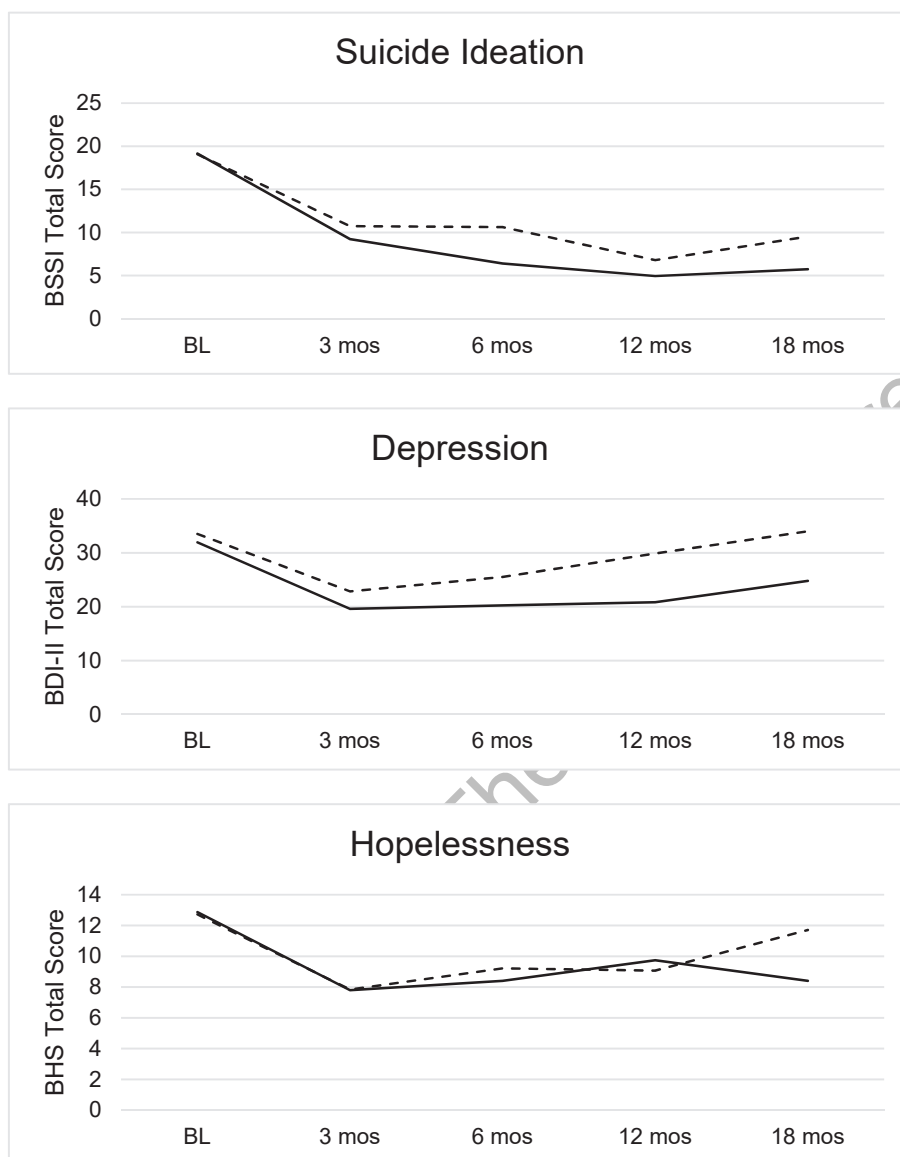 Suicide Ideation
BSSI Total Score
25
20
15
10
5
0
BL 3 mos 6 mos 12 mos 18 mos
Depression
BDI-II Total Score
40
30
20
10
0
BL 3 mos 6 mos 12 mos 18 mos
The
Hopelessness
BHS Total Score
14
12
10
8
6
4
2
0
BL 3 mos 6 mos 12 mos 18 mos